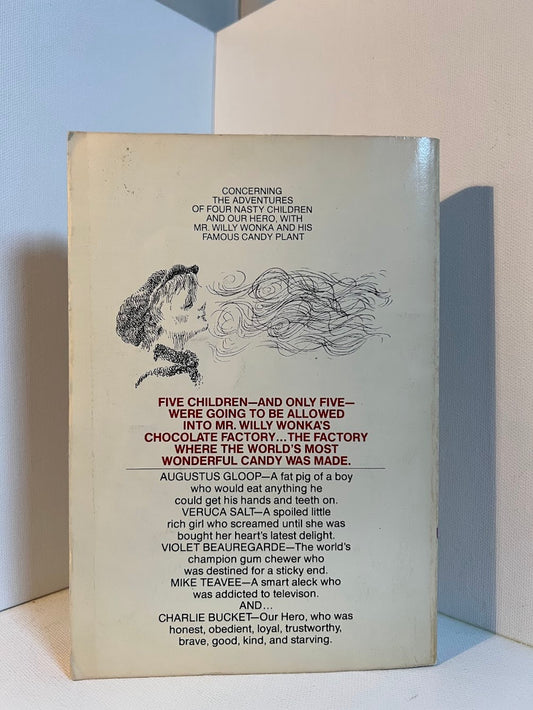 CONCERNING
THE ADVENTURES
OF FOUR NASTY CHILDREN
AND OUR HERO, WITH
MR. WILLY WONKA AND HIS
FAMOUS CANDY PLANT
FIVE CHILDREN—AND ONLY FIVE—
WERE GOING TO BE ALLOWED
INTO MR. WILLY WONKA'S
CHOCOLATE FACTORY...THE FACTORY
WHERE THE WORLD'S MOST
WONDERFUL CANDY WAS MADE.
AUGUSTUS GLOOP—A fat pig of a boy
who would eat anything he
could get his hands and teeth on.
VERUCA SALT—A spoiled little
rich girl who screamed until she was
bought her heart's latest delight.
VIOLET BEAUREGARDE—The world's
champion gum chewer who
was destined for a sticky end.
MIKE TEAVEE—A smart aleck who
was addicted to televison.
AND...
CHARLIE BUCKET—Our Hero, who was
honest, obedient, loyal, trustworthy,
brave, good, kind, and starving.